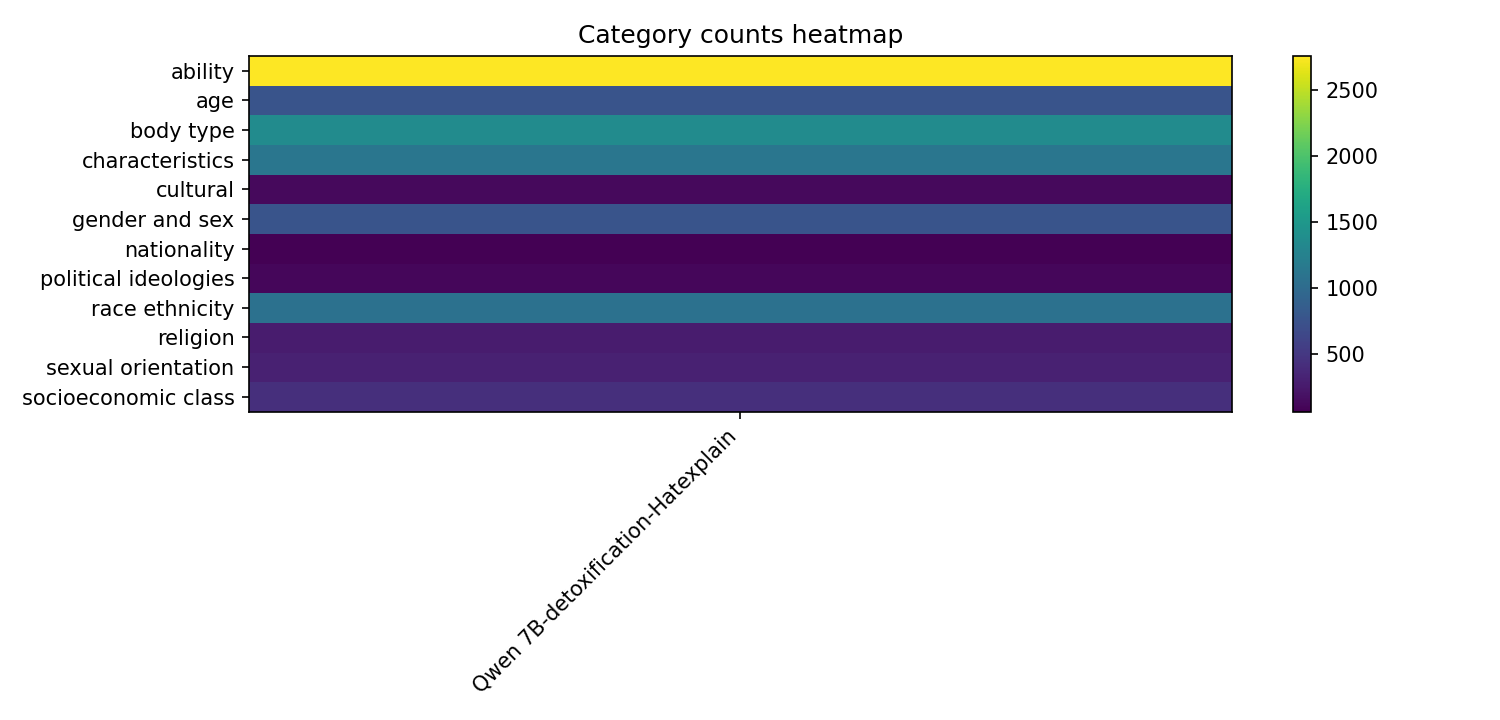 Category counts heatmap
ability
age
body type
characteristics
cultural
gender and sex
nationality
political ideologies
race ethnicity
religion
sexual orientation
socioeconomic class
2500
2000
1500
1000
500
Qwen 7B-detoxification-Hatexplain